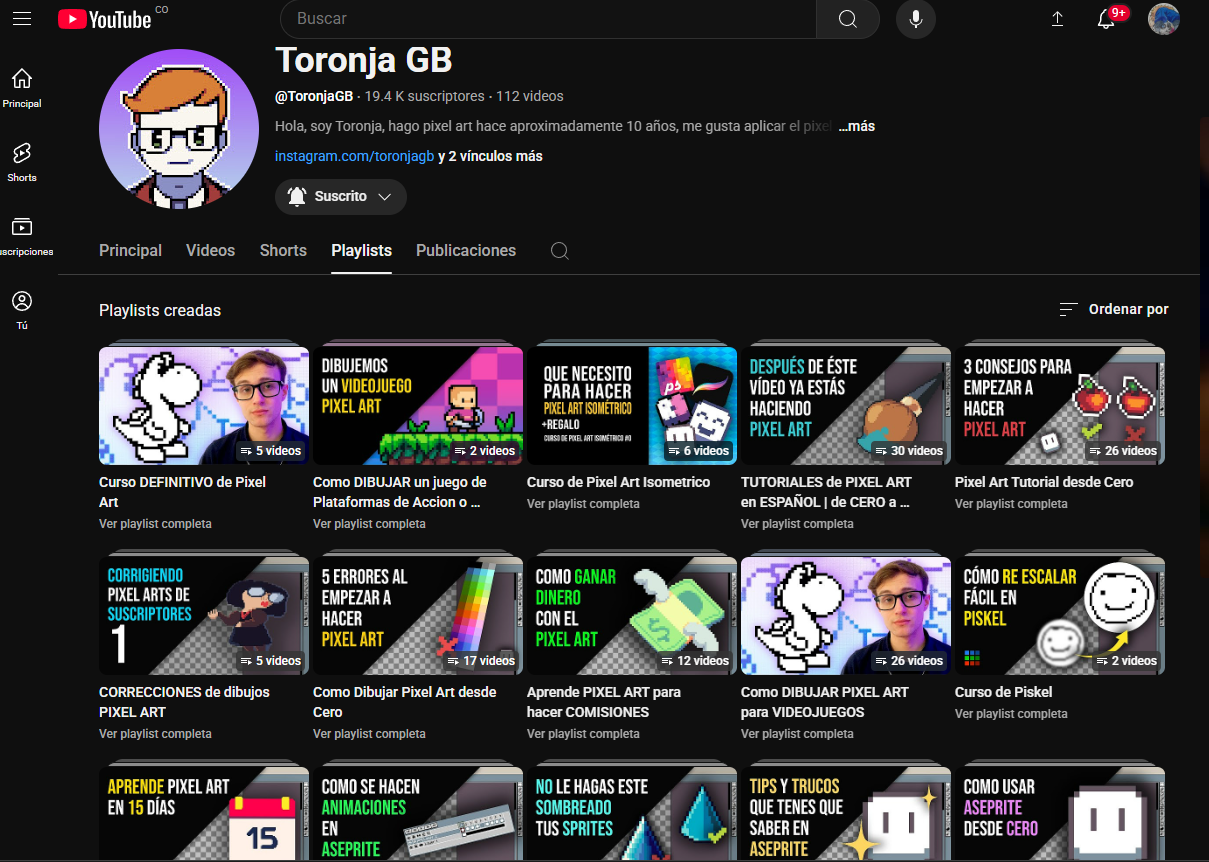 YouTube CO
Buscar
9+
Principal
Shorts
uscripciones
Tú
Toronja GB
@ToronjaGB · 19.4 K suscriptores · 112 videos
Hola, soy Toronja, hago pixel art hace aproximadamente 10 años, me gusta aplicar el pixel ...más
instagram.com/toronjagb y 2 vínculos más
Suscrito
Principal Videos Shorts Playlists Publicaciones
Playlists creadas
Ordenar por
5 videos
Curso DEFINITIVO de Pixel
Art
Ver playlist completa
DIBUJEMOS
UN VIDEOJUEGO
PIXEL ART
2 videos
Como DIBUJAR un juego de
Plataformas de Accion o ...
Ver playlist completa
QUE NECESITO
PARA HACER
PIXEL ART ISOMÉTRICO
+REGALO
CURSO DE PIXEL ART ISOMÉTRICO #0
ps
6 videos
Curso de Pixel Art Isometrico
Ver playlist completa
DESPUÉS DE ÉSTE
VÍDEO YA ESTÁS
HACIENDO
PIXEL ART
30 videos
TUTORIALES de PIXEL ART
en ESPAÑOL | de CERO a ...
Ver playlist completa
3 CONSEJOS PARA
EMPEZAR A
HACER
PIXEL ART
26 videos
Pixel Art Tutorial desde Cero
Ver playlist completa
CORRIGIENDO
PIXEL ARTS DE
SUSCRIPTORES
1
5 videos
CORRECCIONES de dibujos
PIXEL ART
Ver playlist completa
5 ERRORES AL
EMPEZAR A
HACER
PIXEL ART
17 videos
Como Dibujar Pixel Art desde
Cero
Ver playlist completa
COMO GANAR
DINERO
CON EL
PIXEL ART
12 videos
Aprende PIXEL ART para
hacer COMISIONES
Ver playlist completa
26 videos
Como DIBUJAR PIXEL ART
para VIDEOJUEGOS
Ver playlist completa
CÓMO RE ESCALAR
FÁCIL EN
PISKEL
2 videos
Curso de Piskel
Ver playlist completa
APRENDE PIXEL ART
EN 15 DÍAS
15
COMO SE HACEN
ANIMACIONES
EN
ASEPRITE
NO LE HAGAS ESTE
SOMBREADO
TUS SPRITES
TIPS Y TRUCOS
QUE TENES QUE
SABER EN
ASEPRITE
COMO USAR
ASEPRITE
DESDE CERO